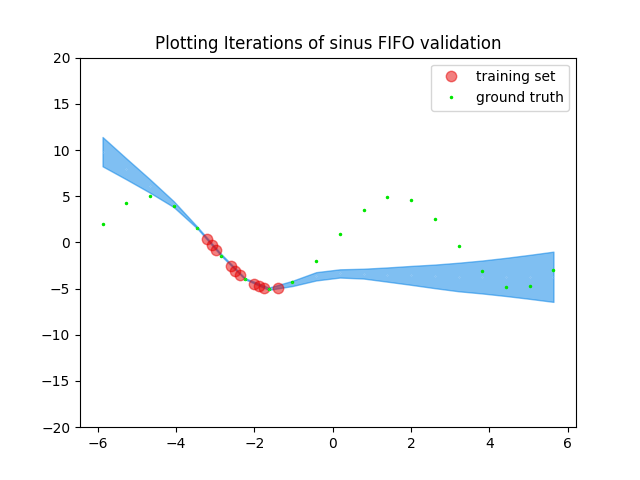 Plotting Iterations of sinus FIFO validation
training set
ground truth
20
15
10
5
0
−5
−10
−15
−20
−6 −4 −2 0 2 4 6